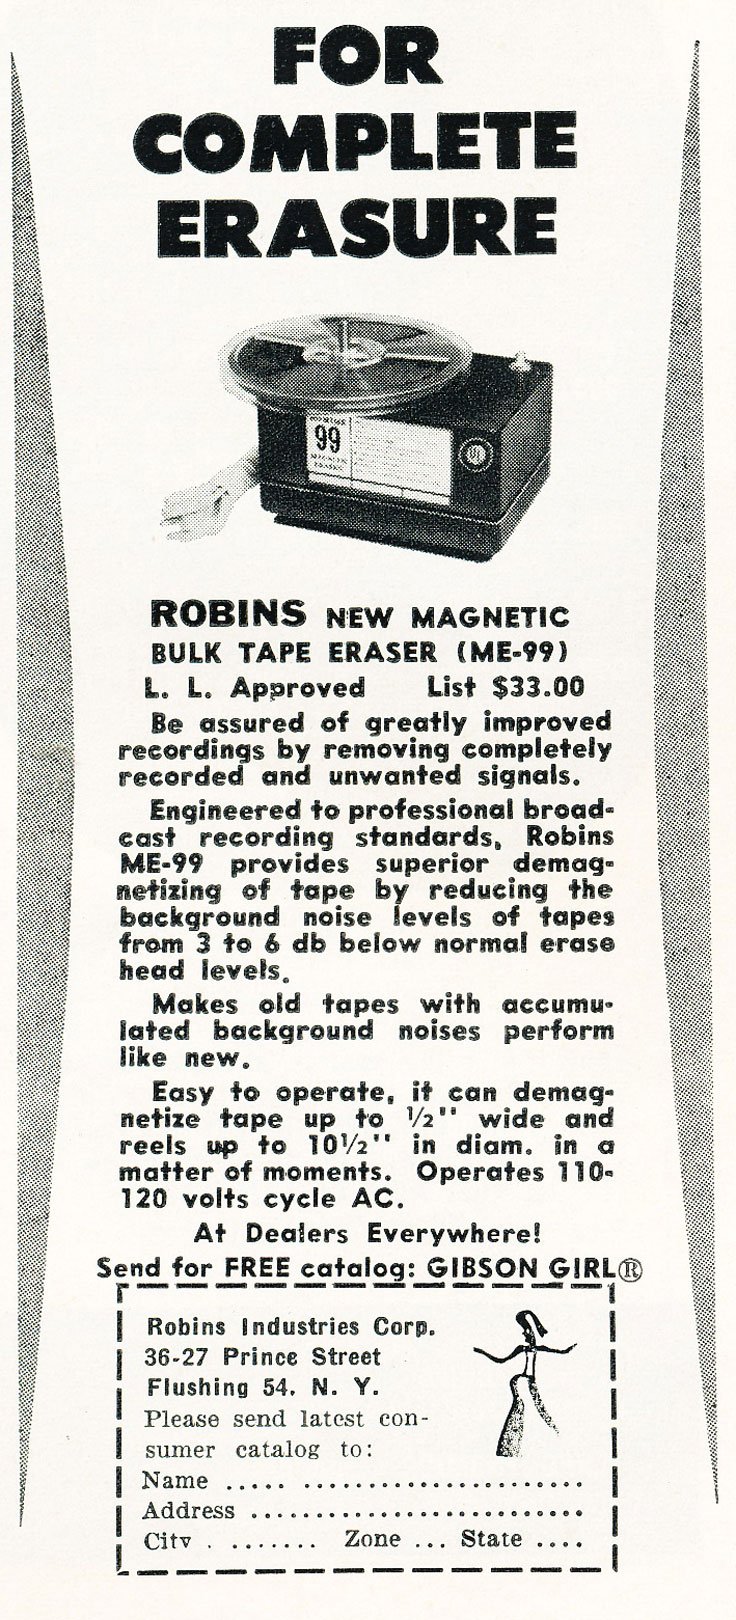 FOR
COMPLETE
ERASURE
99
ROBINS NEW MAGNETIC
BULK TAPE ERASER (ME-99)
L. L. Approved List $33.00
Be assured of greatly improved
recordings by removing completely
recorded and unwanted signals.
Engineered to professional broad-
cast recording standards, Robins
ME-99 provides superior demag-
netizing of tape by reducing the
background noise levels of tapes
from 3 to 6 db below normal erase
head levels.
Makes old tapes with accumu-
lated background noises perform
like new.
Easy to operate, it can demag-
netize tape up to ½" wide and
reels up to 10½" in diam. in a
matter of moments. Operates 110-
120 volts cycle AC.
At Dealers Everywhere!
Send for FREE catalog: GIBSON GIRL®
Robins Industries Corp.
36-27 Prince Street
Flushing 54. N. Y.
Please send latest con-
sumer catalog to:
Name ..... .......................
Address ...........................
City . ....... Zone ... State ....